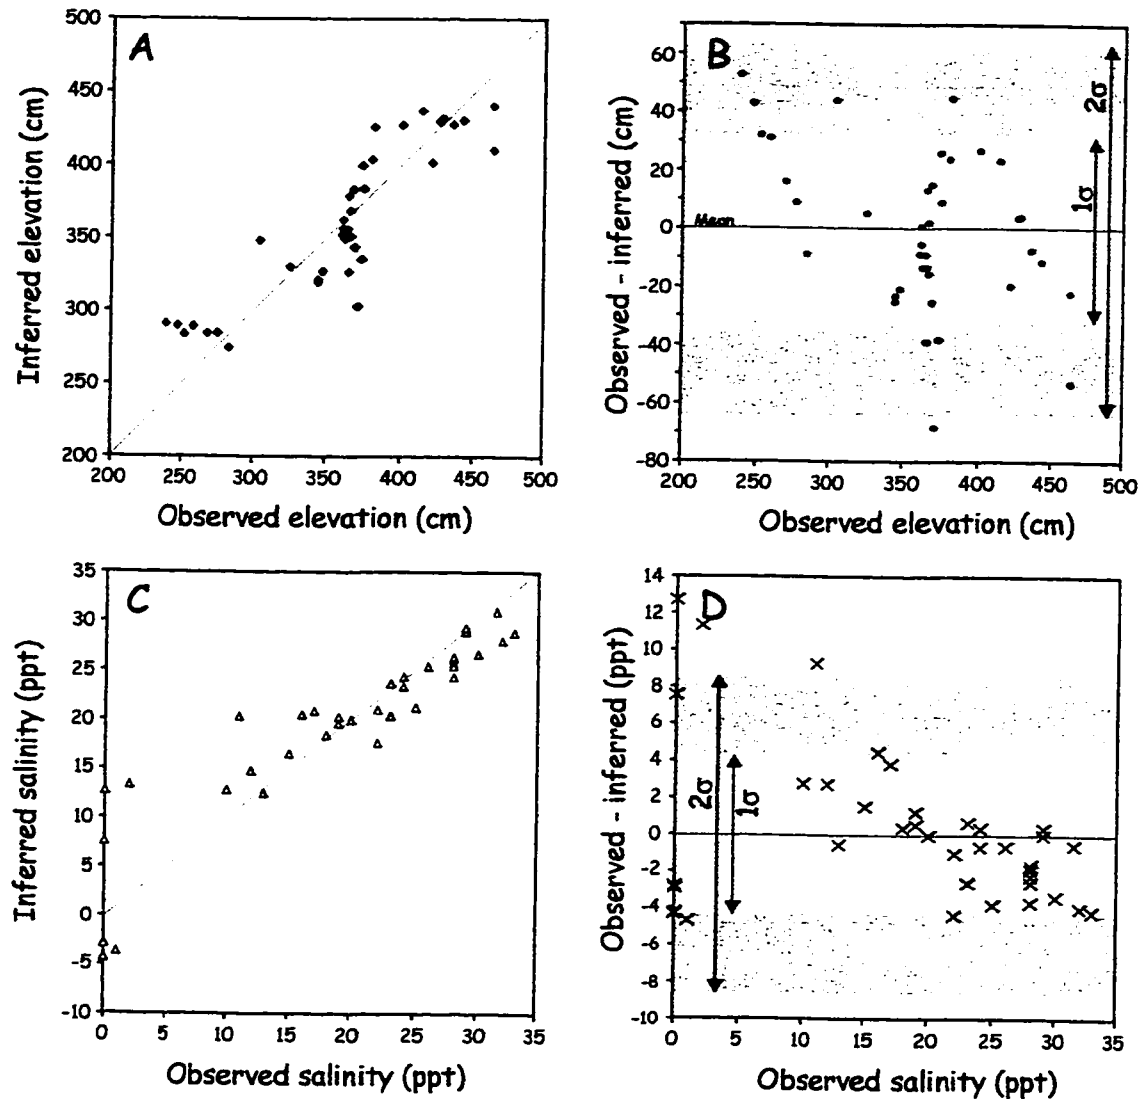 A
500
450
400
350
300
250
200
Inferred elevation (cm)
200 250 300 350 400 450 500
Observed elevation (cm)
B
60
40
20
0
-20
-40
-60
-80
Observed - inferred (cm)
Mean
1σ
2σ
200 250 300 350 400 450 500
Observed elevation (cm)
C
35
30
25
20
15
10
5
0
-5
-10
Inferred salinity (ppt)
0 5 10 15 20 25 30 35
Observed salinity (ppt)
D
14
12
10
8
6
4
2
0
-2
-4
-6
-8
-10
Observed - inferred (ppt)
2σ
1σ
0 5 10 15 20 25 30 35
Observed salinity (ppt)